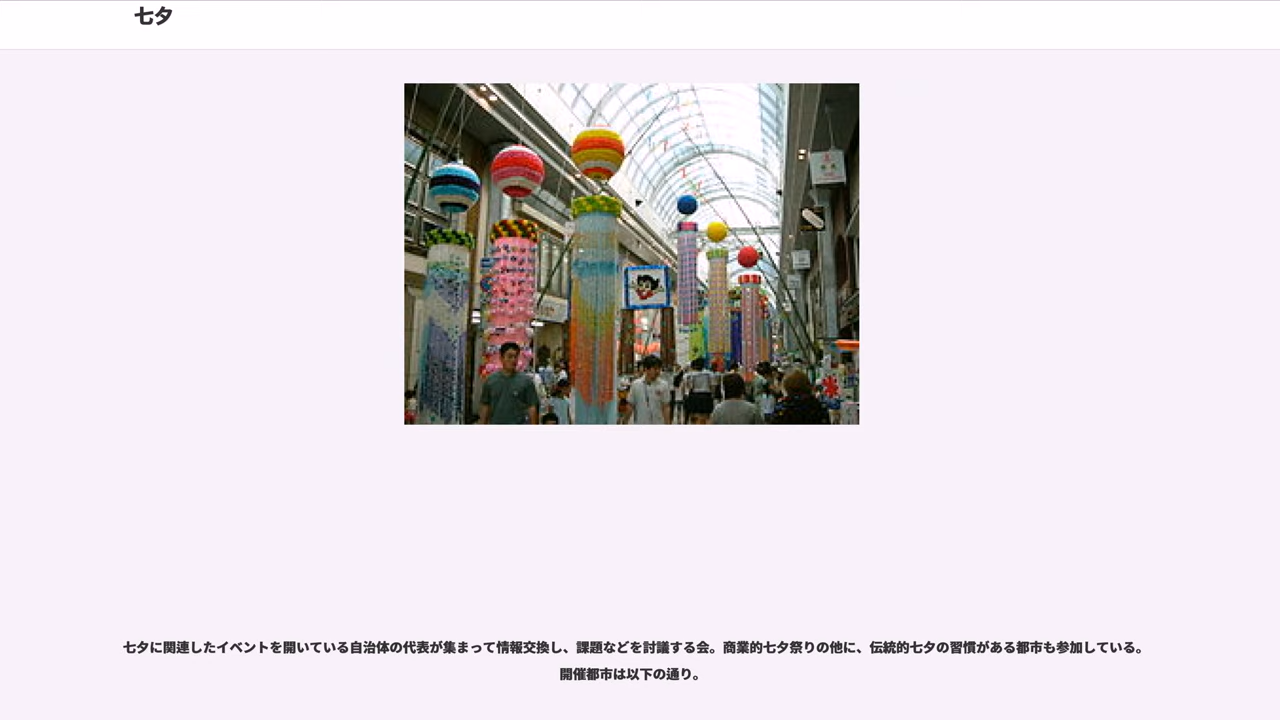 七夕
七夕に関連したイベントを開いている自治体の代表が集まって情報交換し、課題などを討議する会。商業的七夕祭りの他に、伝統的七夕の習慣がある都市も参加している。
開催都市は以下の通り。